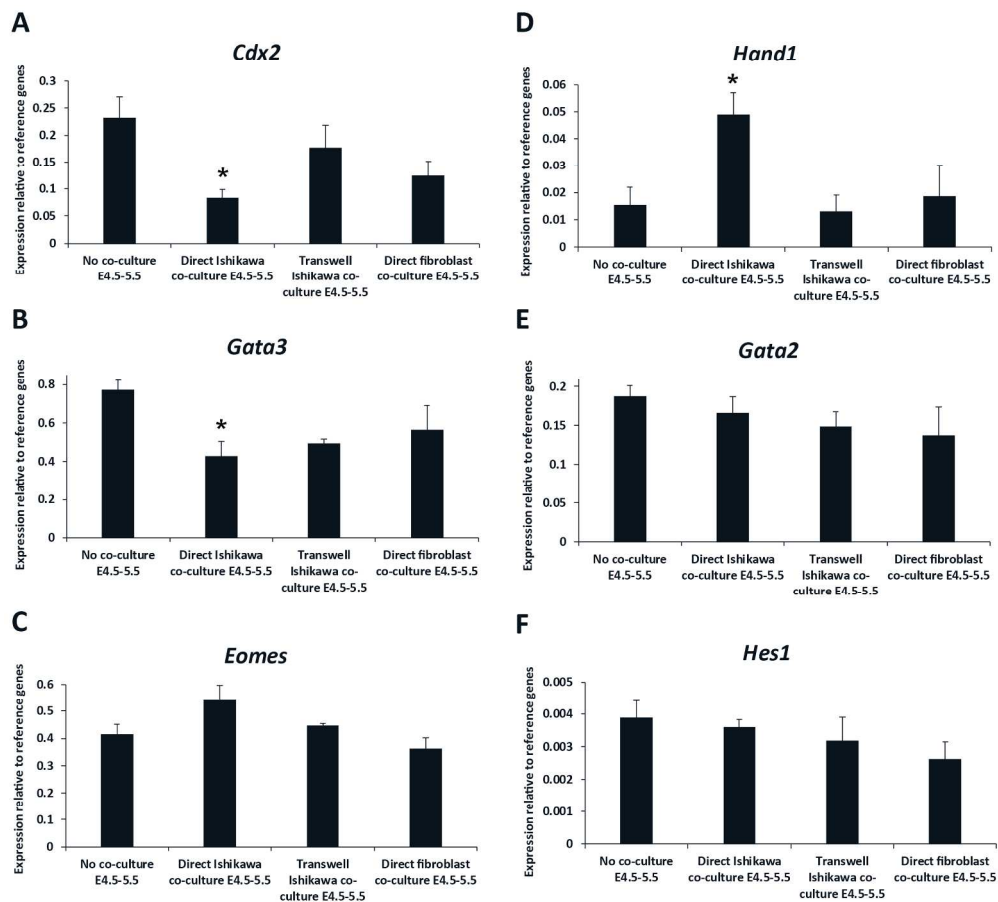 A
Cdx2
Expression relative to reference genes
0.3
0.25
0.2
0.15
0.1
0.05
0
*
No co-culture
E4.5-5.5
Direct Ishikawa
co-culture E4.5-5.5
Transwell
Ishikawa co-
culture E4.5-5.5
Direct fibroblast
co-culture E4.5-5.5
B
Gata3
Expression relative to reference genes
0.8
0.6
0.4
0.2
0
*
No co-culture
E4.5-5.5
Direct Ishikawa
co-culture E4.5-5.5
Transwell
Ishikawa co-
culture E4.5-5.5
Direct fibroblast
co-culture E4.5-5.5
C
Eomes
Expression relative to reference genes
0.6
0.5
0.4
0.3
0.2
0.1
0
No co-culture
E4.5-5.5
Direct Ishikawa
co-culture E4.5-5.5
Transwell
Ishikawa co-
culture E4.5-5.5
Direct fibroblast
co-culture E4.5-5.5
D
Hand1
Expression relative to reference genes
0.06
0.05
0.04
0.03
0.02
0.01
0
*
No co-culture
E4.5-5.5
Direct Ishikawa
co-culture E4.5-5.5
Transwell
Ishikawa co-
culture E4.5-5.5
Direct fibroblast
co-culture E4.5-5.5
E
Gata2
Expression relative to reference genes
0.2
0.15
0.1
0.05
0
No co-culture
E4.5-5.5
Direct Ishikawa
co-culture E4.5-5.5
Transwell
Ishikawa co-
culture E4.5-5.5
Direct fibroblast
co-culture E4.5-5.5
F
Hes1
Expression relative to reference genes
0.005
0.004
0.003
0.002
0.001
0
No co-culture
E4.5-5.5
Direct Ishikawa
co-culture E4.5-5.5
Transwell
Ishikawa co-
culture E4.5-5.5
Direct fibroblast
co-culture E4.5-5.5